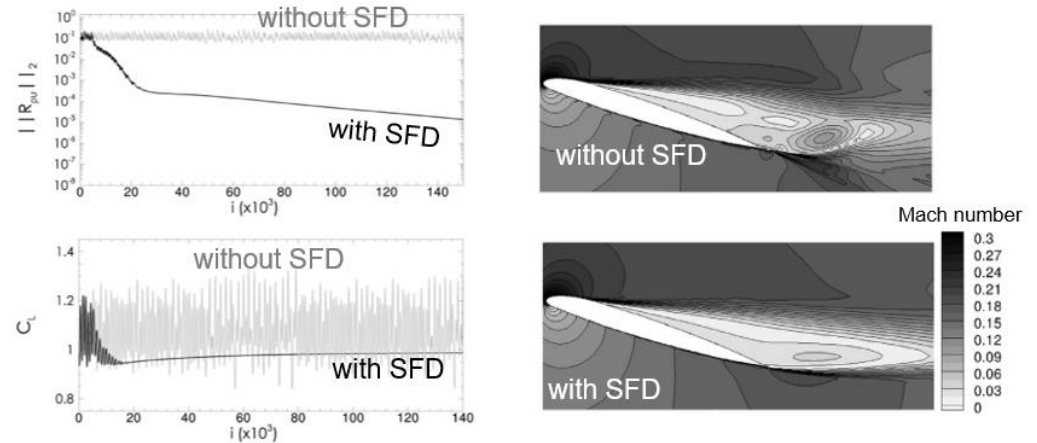 10⁰
10⁻¹
10⁻²
10⁻³
10⁻⁴
10⁻⁵
10⁻⁶
10⁻⁷
10⁻⁸
||R_ρU||₂
without SFD
with SFD
0 20 40 60 80 100 120 140
i (x10³)
without SFD
1.4
1.2
1
0.8
C_L
without SFD
with SFD
0 20 40 60 80 100 120 140
i (x10³)
Mach number
0.3
0.27
0.24
0.21
0.18
0.15
0.12
0.09
0.06
0.03
0
with SFD